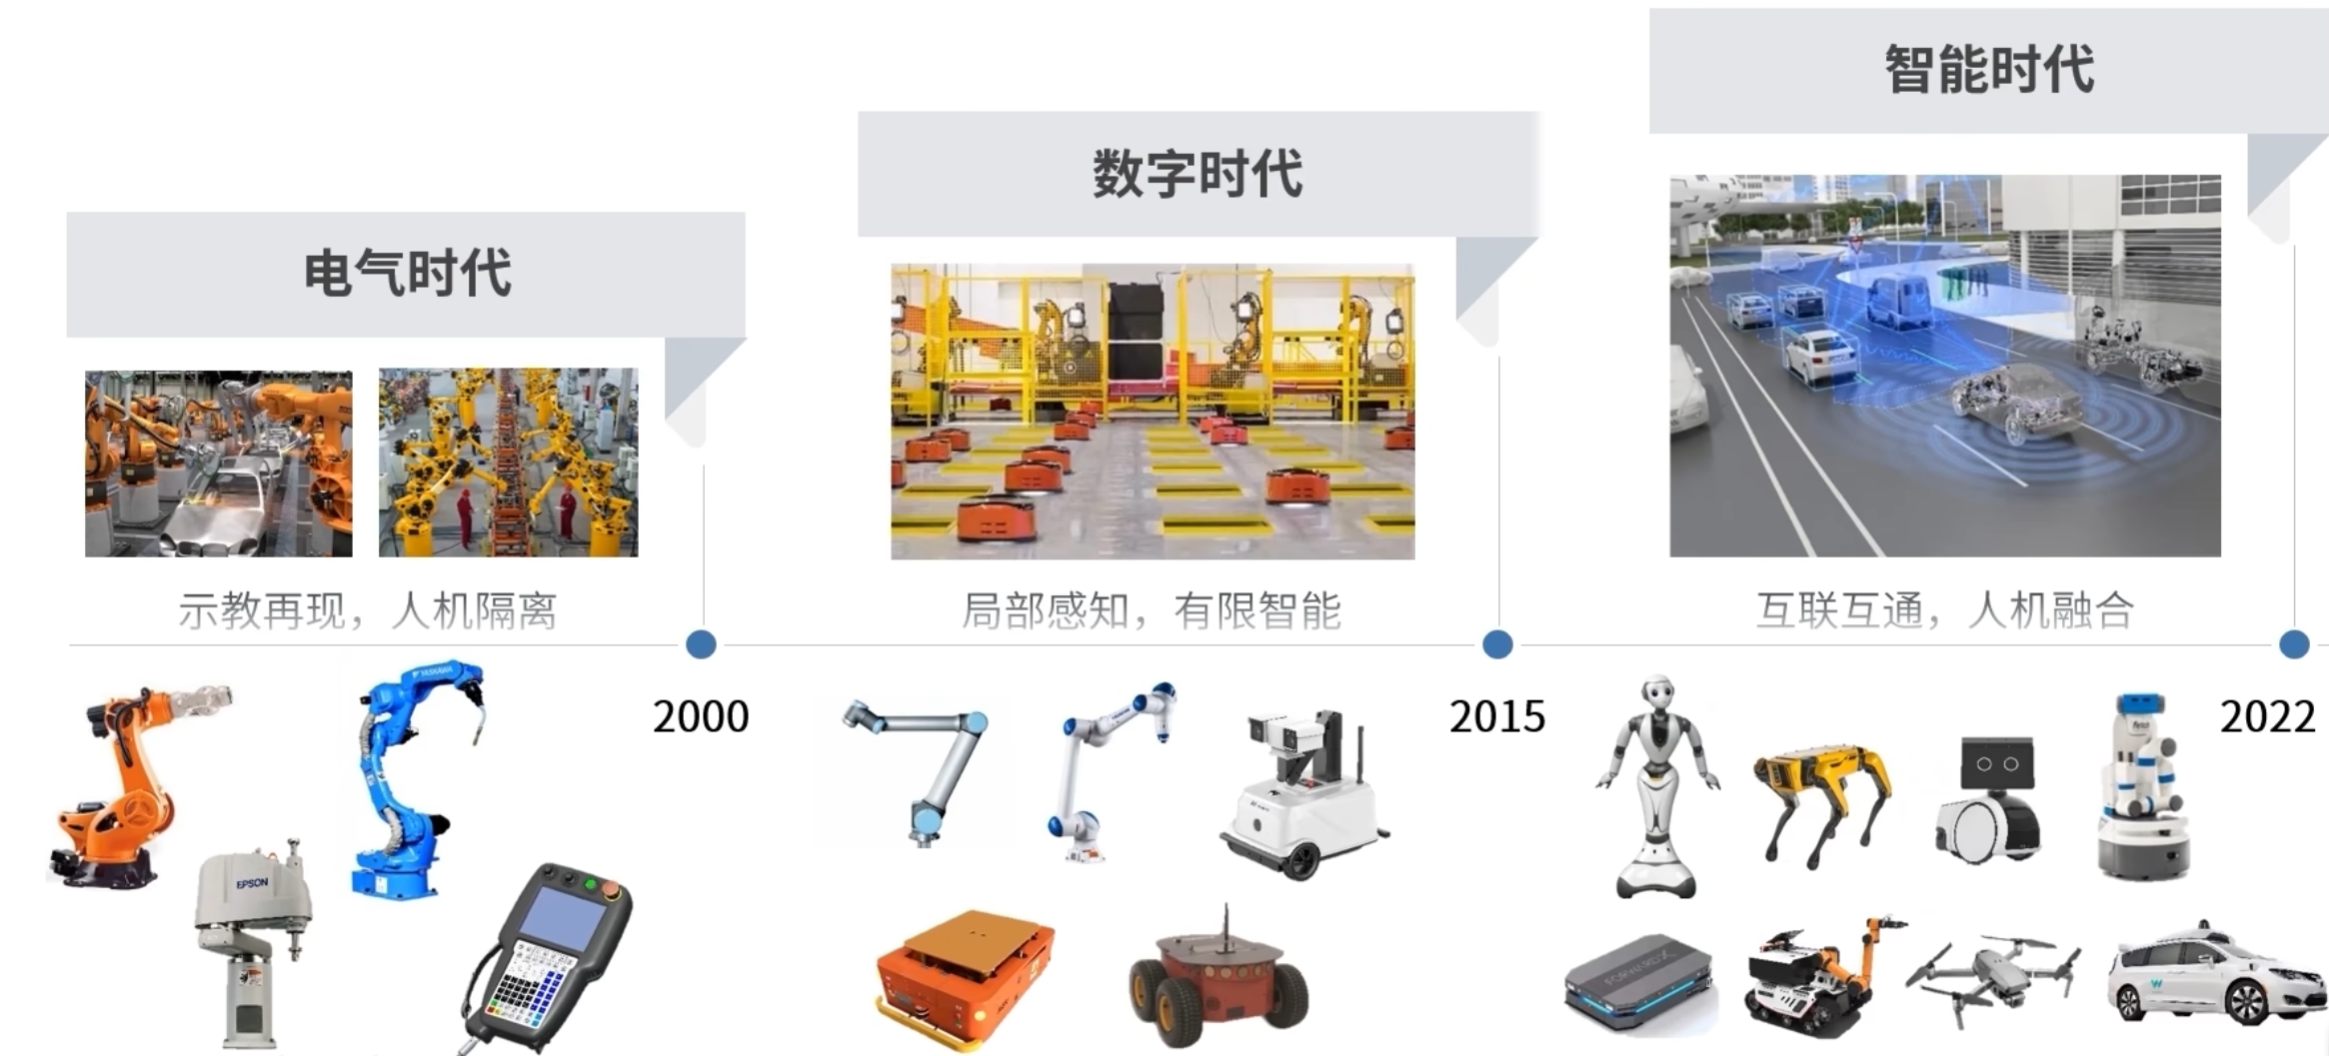 智能时代
数字时代
电气时代
示教再现，人机隔离
局部感知，有限智能
互联互通，人机融合
2000
2015
2022
YASKAWA
EPSON
FORWARDX